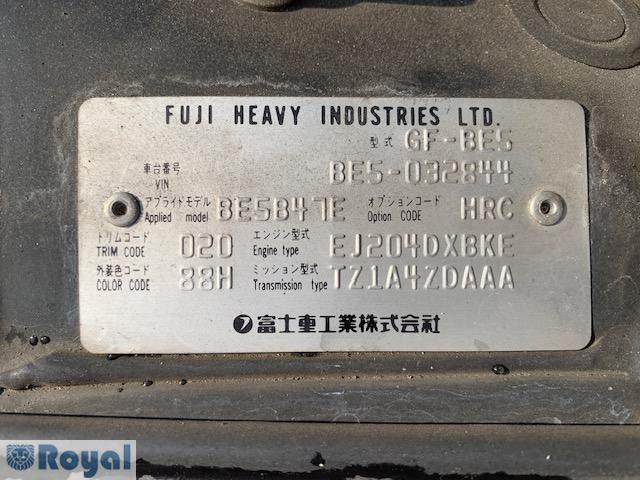 FUJI HEAVY INDUSTRIES LTD.
型式 GF-BE5
車台番号 VIN BE5-032844
アプライドモデル Applied model BE5B47E オプションコード Option CODE HRC
トリムコード TRIM CODE 020 エンジン型式 Engine type EJ204DXBKE
外装色コード COLOR CODE 88H ミッション型式 Transmission type TZ1A4ZDAAA
富士重工業株式会社
Royal